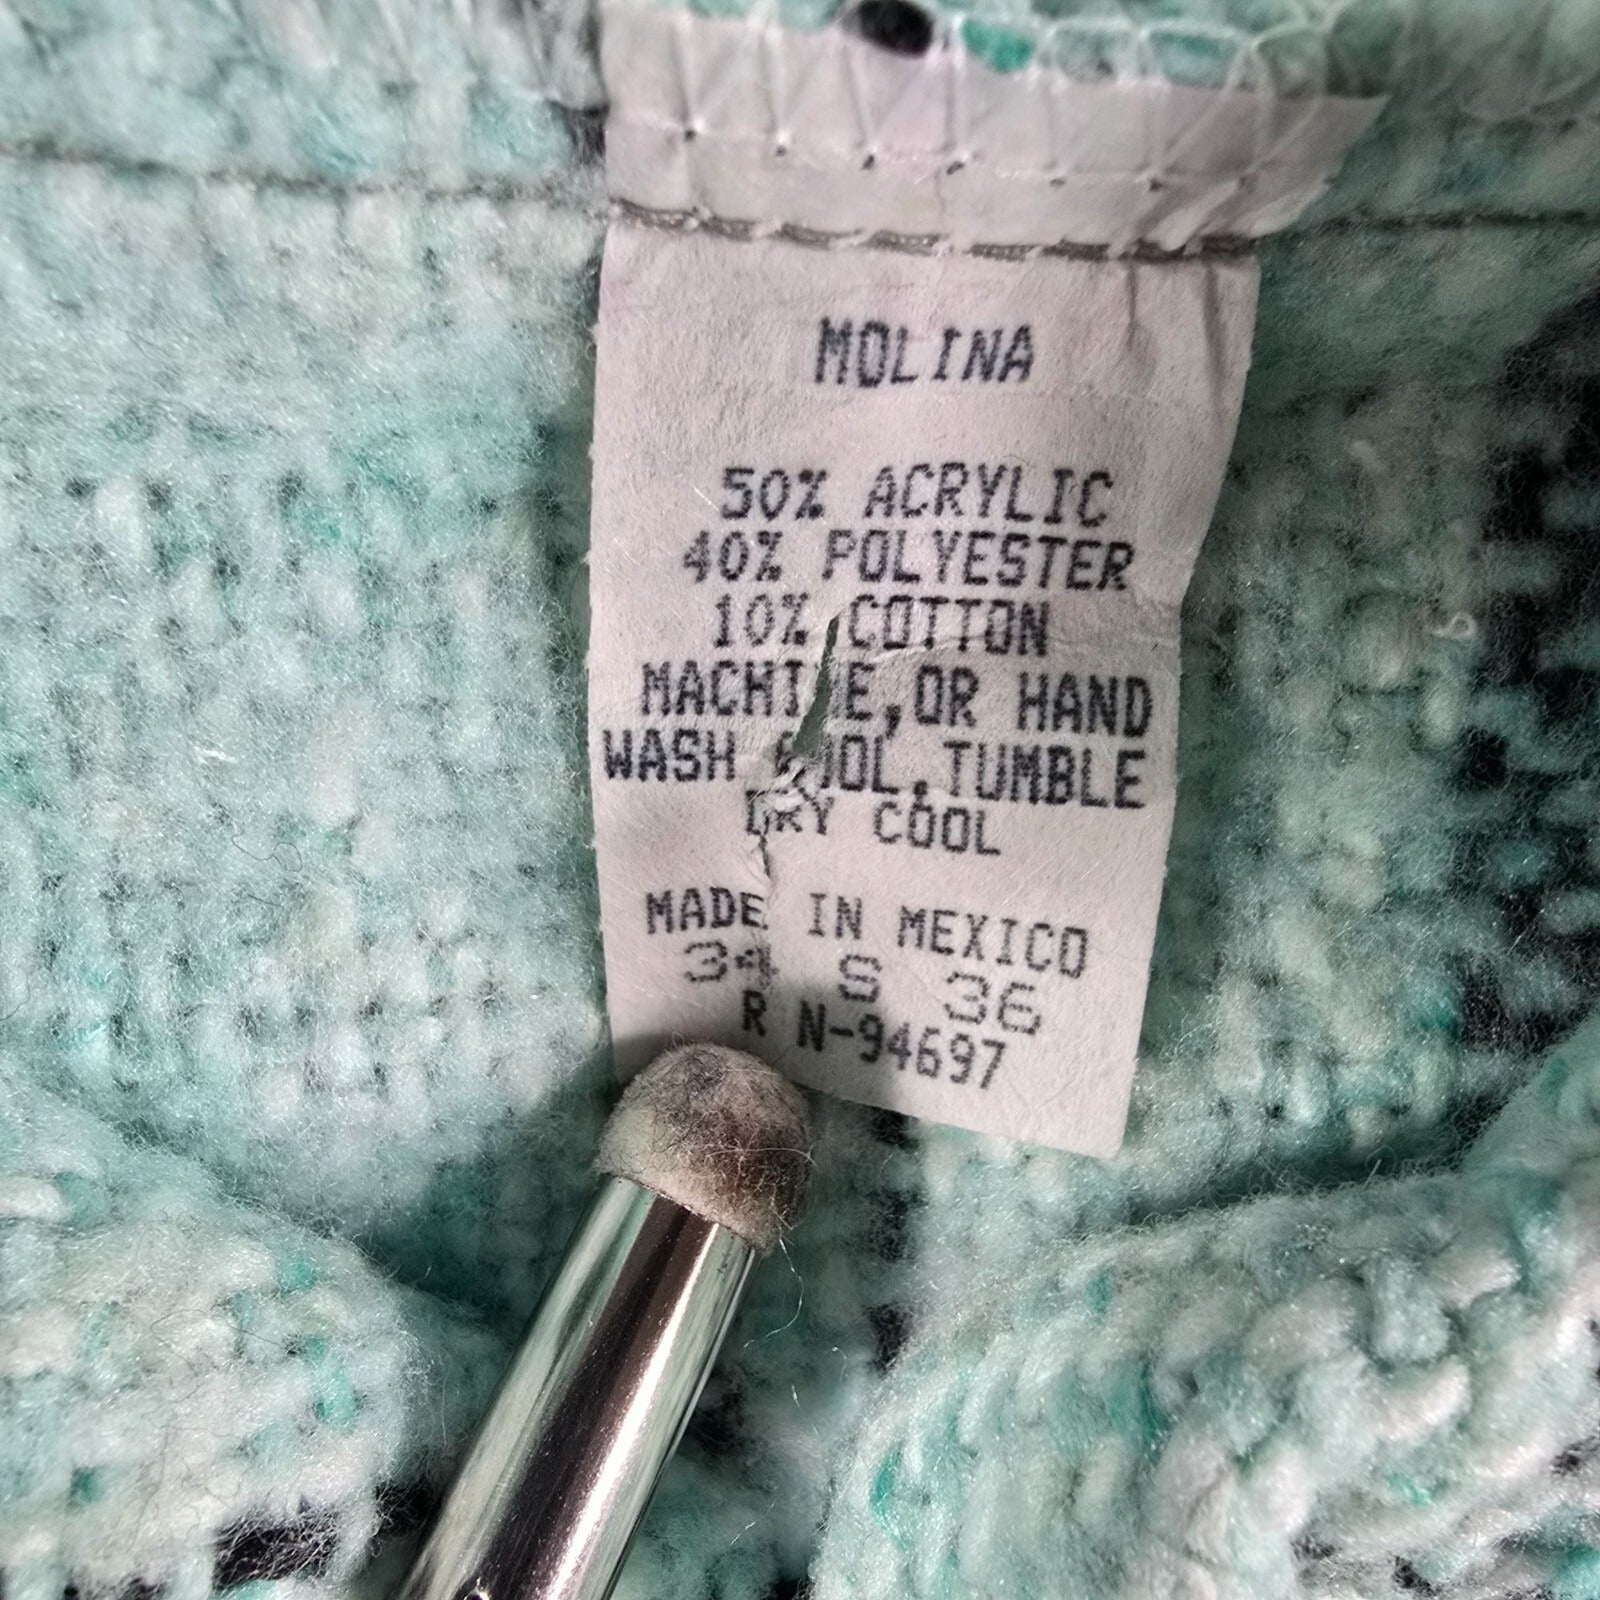 MOLINA
50% ACRYLIC
40% POLYESTER
10% COTTON
MACHINE, OR HAND
WASH COOL, TUMBLE
DRY COOL
MADE IN MEXICO
34 S 36
R N-94697